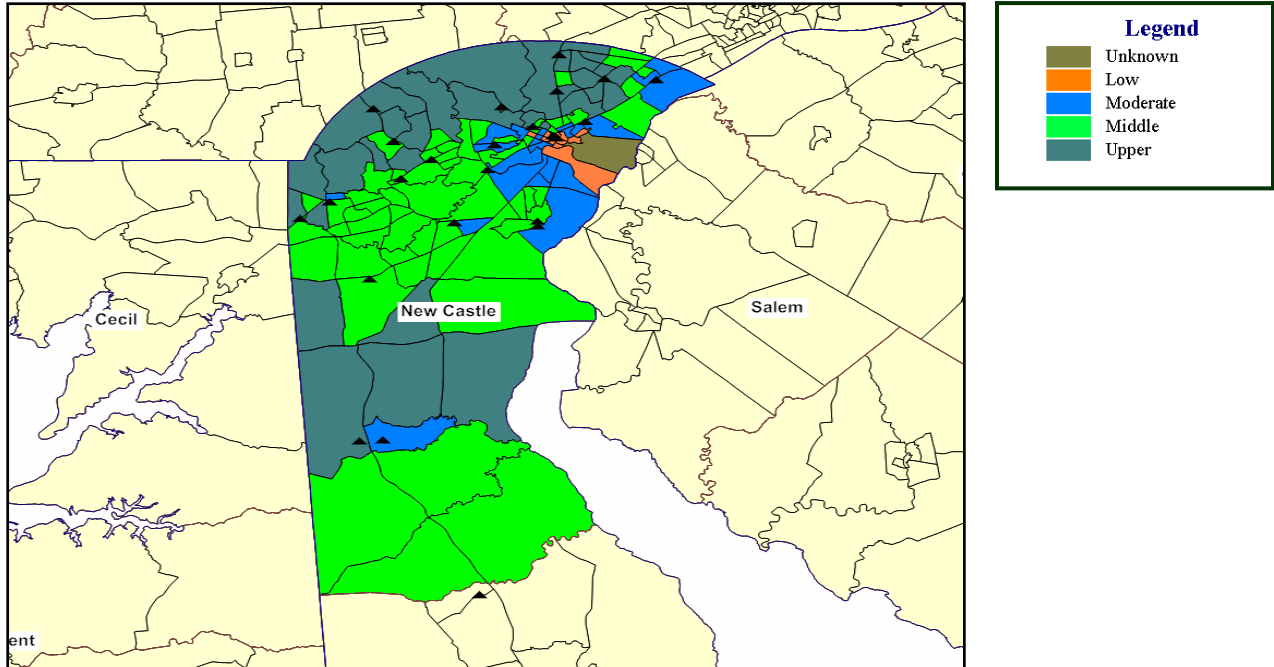 Legend
Unknown
Low
Moderate
Middle
Upper
New Castle
Salem
Cecil
ent